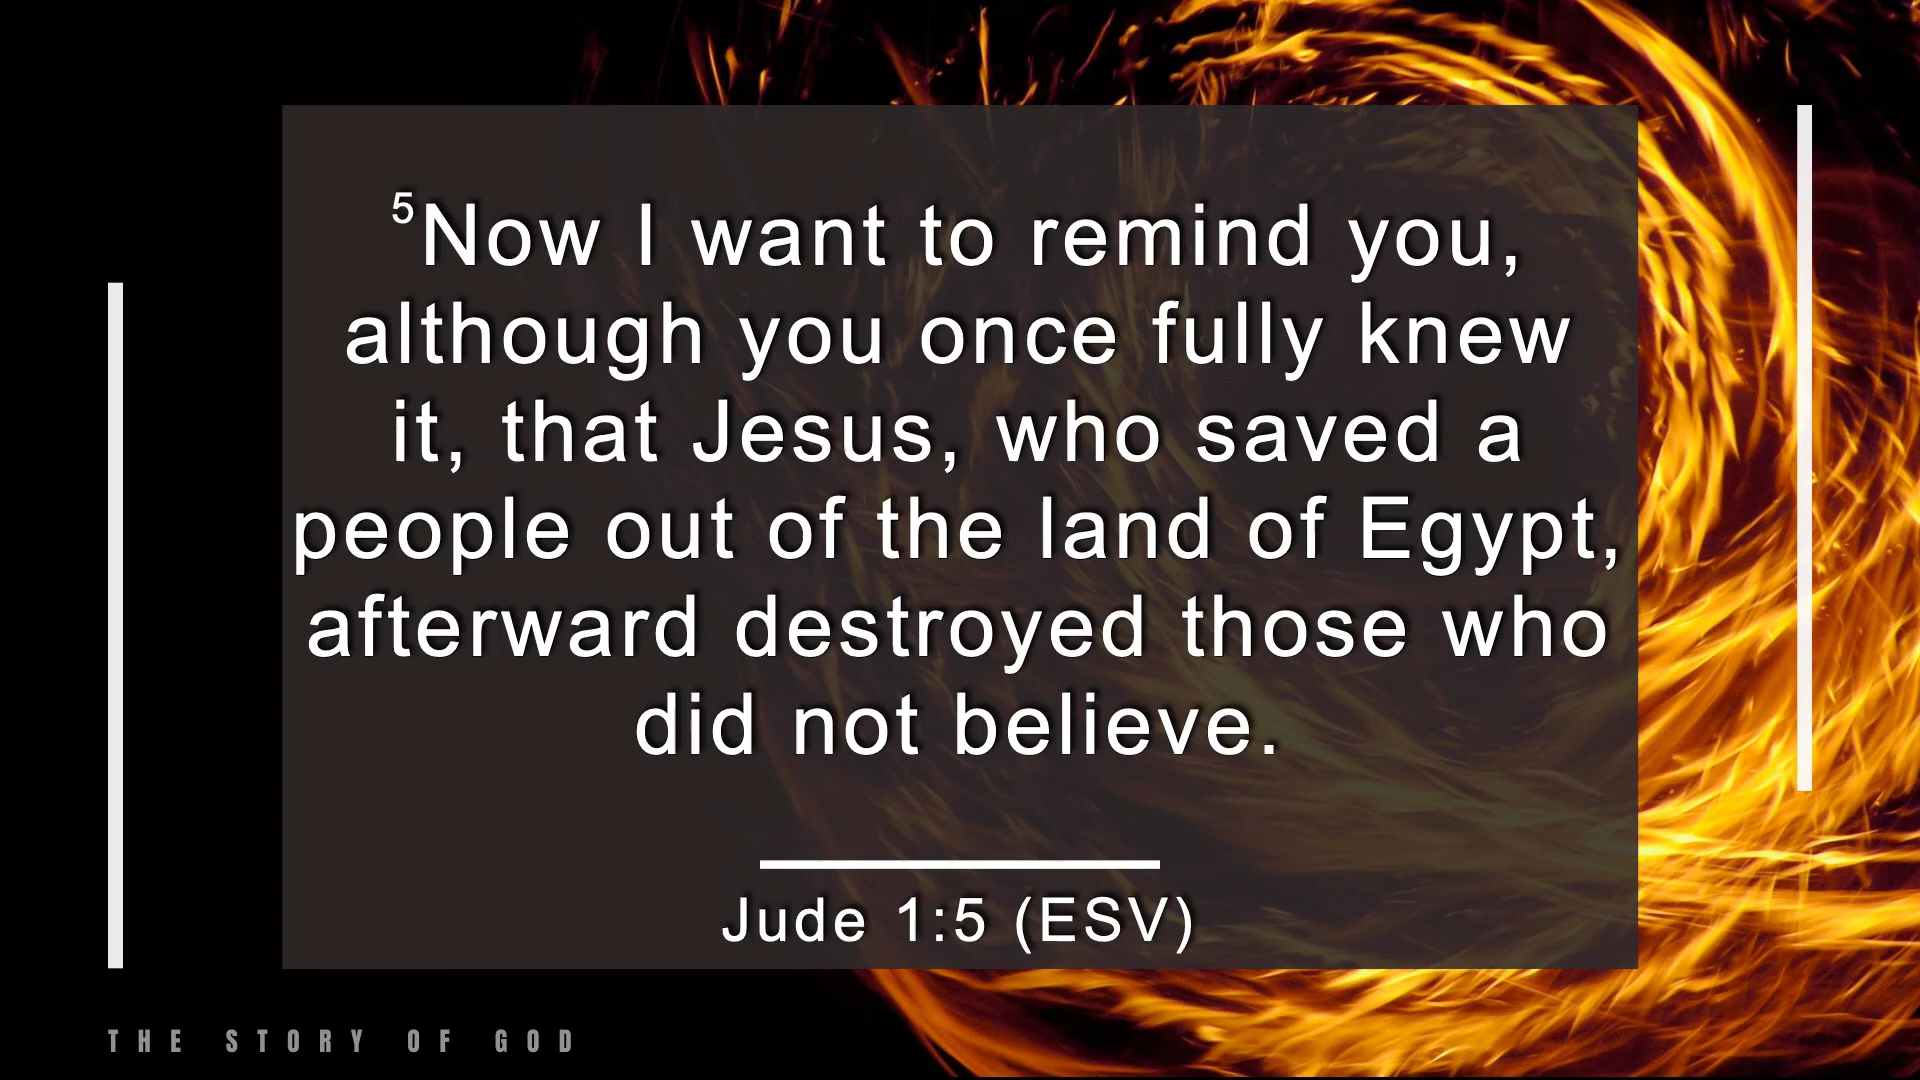 ⁵Now I want to remind you,
although you once fully knew
it, that Jesus, who saved a
people out of the land of Egypt,
afterward destroyed those who
did not believe.
Jude 1:5 (ESV)
THE STORY OF GOD